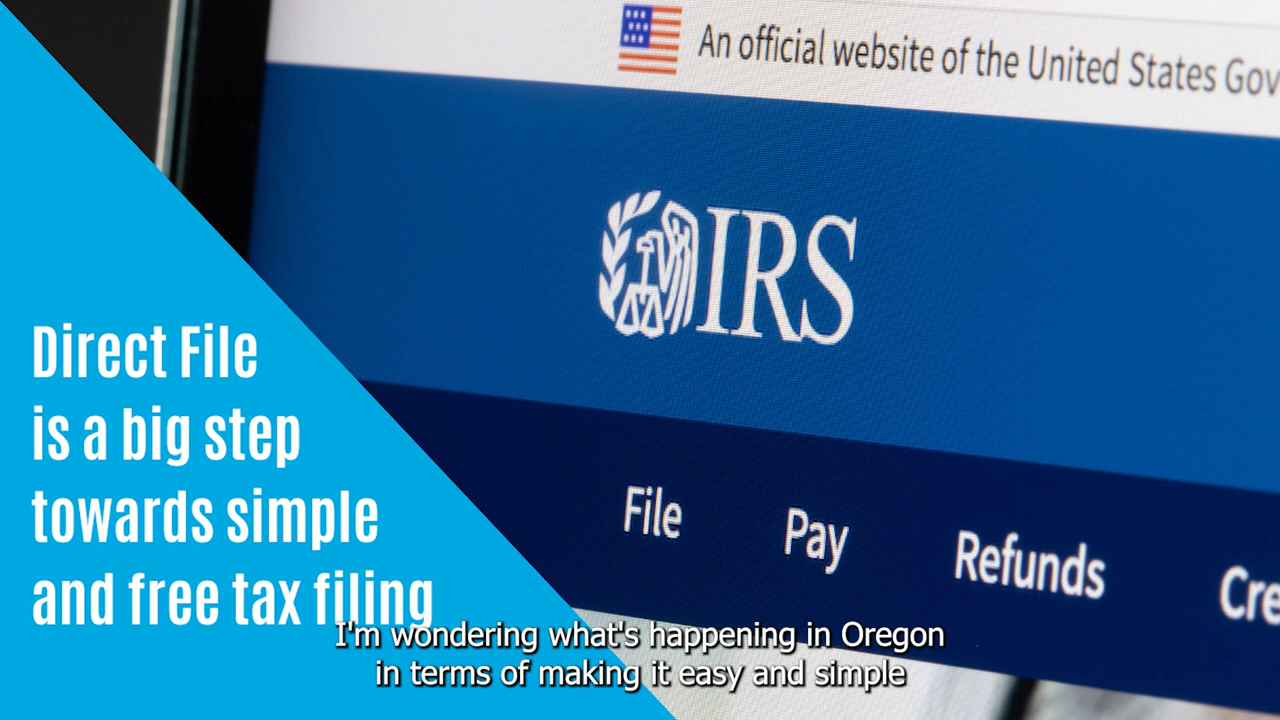 An official website of the United States Gov
IRS
File Pay Refunds Cre
Direct File
is a big step
towards simple
and free tax filing
I'm wondering what's happening in Oregon
in terms of making it easy and simple